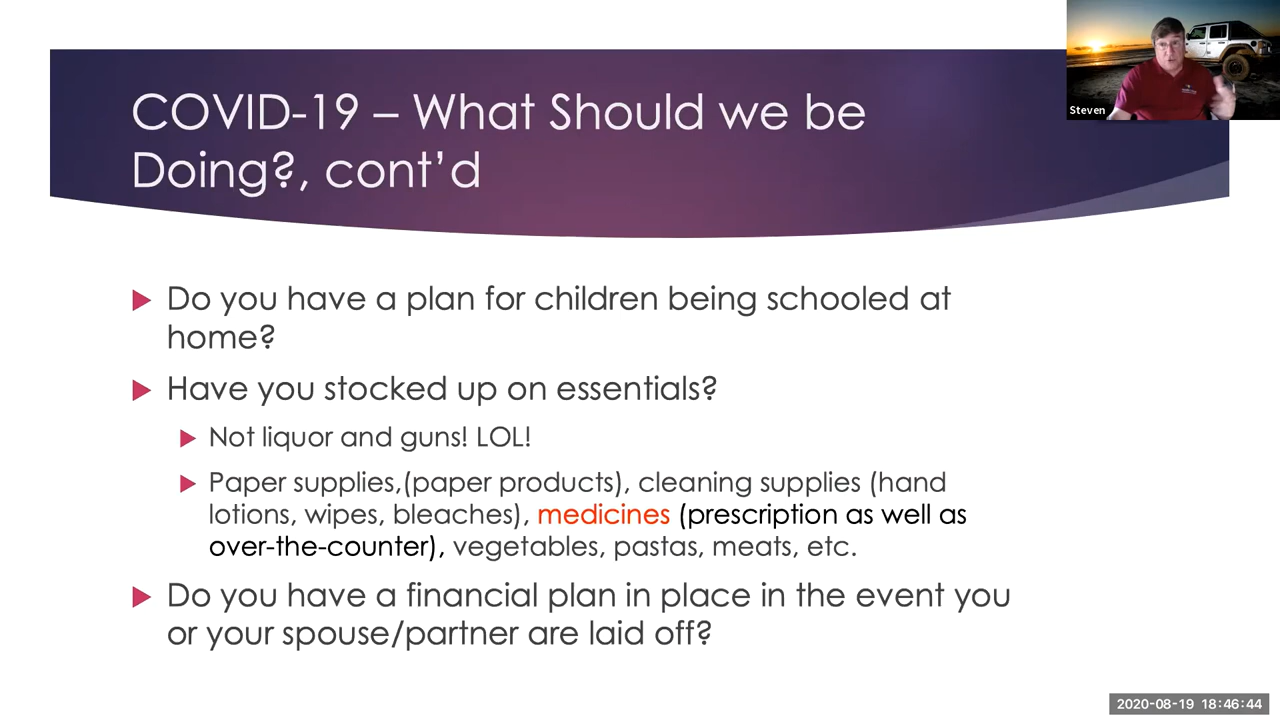 COVID-19 – What Should we be
Doing?, cont’d
Steven
Do you have a plan for children being schooled at
home?
Have you stocked up on essentials?
Not liquor and guns! LOL!
Paper supplies,(paper products), cleaning supplies (hand
lotions, wipes, bleaches), medicines (prescription as well as
over-the-counter), vegetables, pastas, meats, etc.
Do you have a financial plan in place in the event you
or your spouse/partner are laid off?
2020-08-19 18:46:44